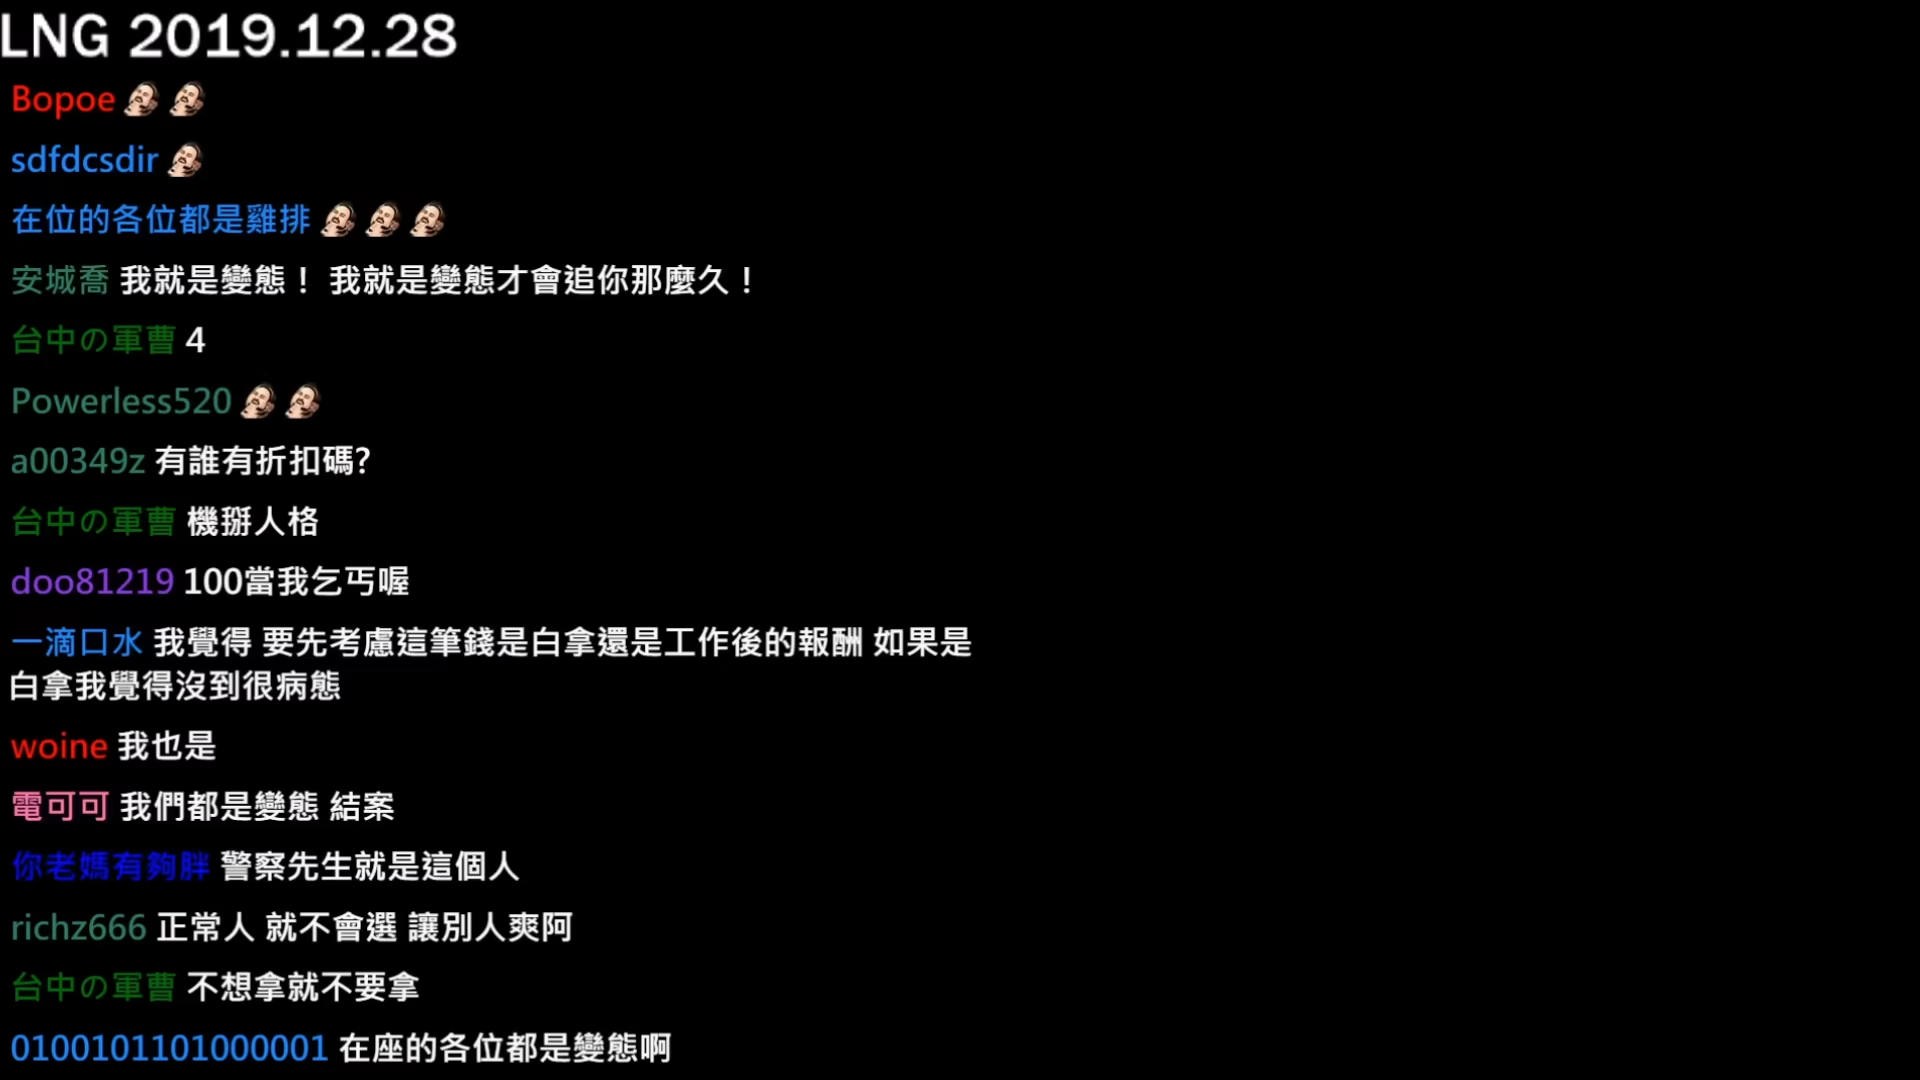 LNG 2019.12.28
Bopoe
sdfdcsdir
在位的各位都是雞排
安城喬 我就是變態！ 我就是變態才會追你那麼久！
台中の軍曹 4
Powerless520
a00349z 有誰有折扣碼?
台中の軍曹 機掰人格
doo81219 100當我乞丐喔
一滴口水 我覺得 要先考慮這筆錢是白拿還是工作後的報酬 如果是
白拿我覺得沒到很病態
woine 我也是
電可可 我們都是變態 結案
你老媽有夠胖 警察先生就是這個人
richz666 正常人 就不會選 讓別人爽阿
台中の軍曹 不想拿就不要拿
0100101101000001 在座的各位都是變態啊